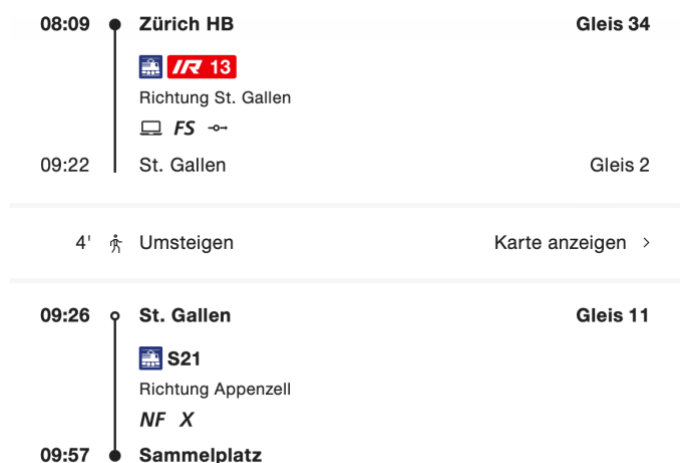 08:09 Zürich HB Gleis 34
IR 13
Richtung St. Gallen
FS
09:22 St. Gallen Gleis 2
4' Umsteigen Karte anzeigen
09:26 St. Gallen Gleis 11
S21
Richtung Appenzell
NF X
09:57 Sammelplatz